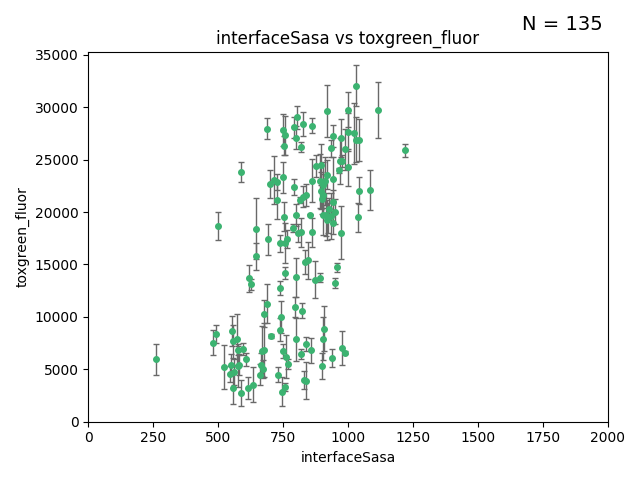 N = 135
interfaceSasa vs toxgreen_fluor
35000
30000
25000
20000
15000
10000
5000
0
toxgreen_fluor
0 250 500 750 1000 1250 1500 1750 2000
interfaceSasa